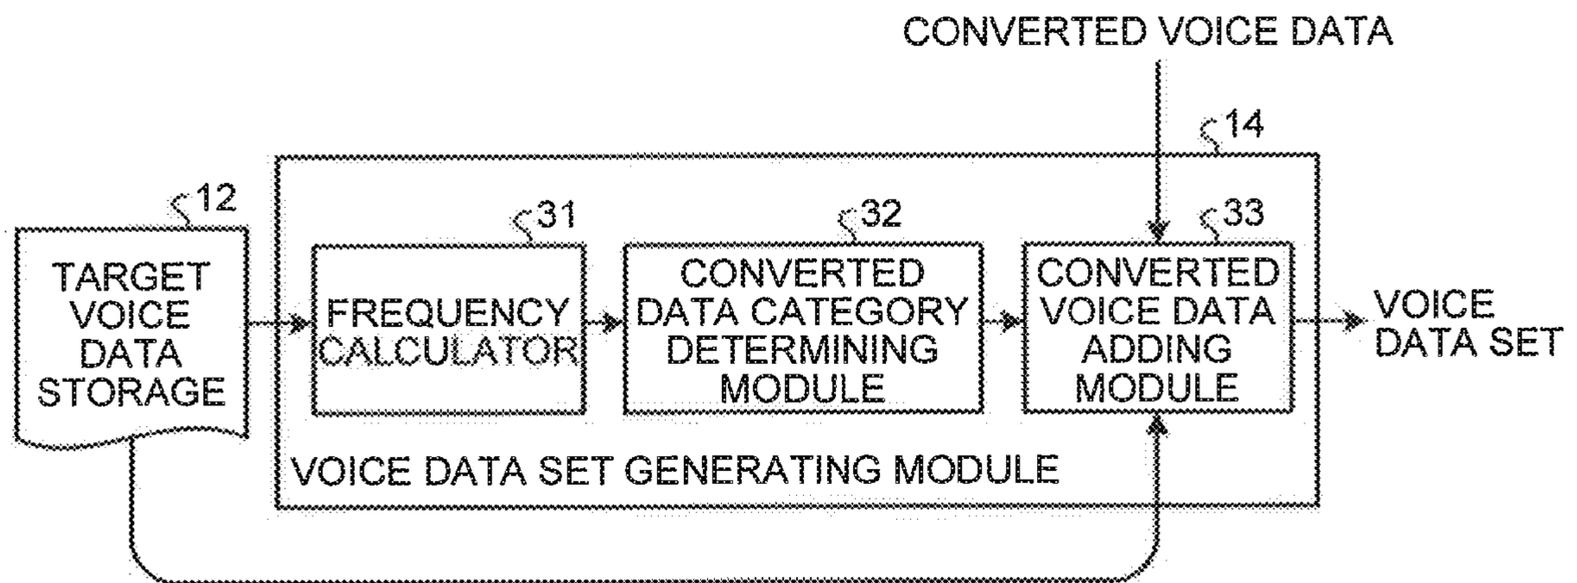 CONVERTED VOICE DATA
14
12
31
32
33
TARGET
VOICE
DATA
STORAGE
FREQUENCY
CALCULATOR
CONVERTED
DATA CATEGORY
DETERMINING
MODULE
CONVERTED
VOICE DATA
ADDING
MODULE
VOICE
DATA SET
VOICE DATA SET GENERATING MODULE